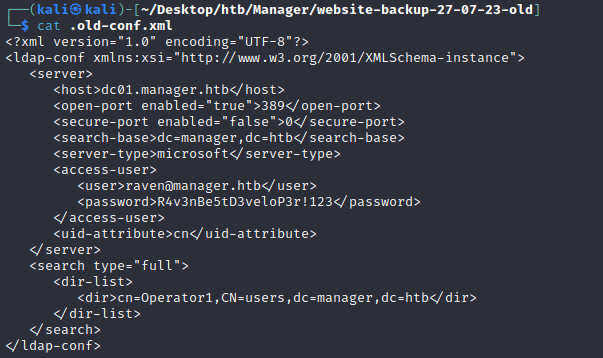 ┌──(kali㉿kali)-[~/Desktop/htb/Manager/website-backup-27-07-23-old]
└─$ cat .old-conf.xml
<?xml version="1.0" encoding="UTF-8"?>
<ldap-conf xmlns:xsi="http://www.w3.org/2001/XMLSchema-instance">
   <server>
      <host>dc01.manager.htb</host>
      <open-port enabled="true">389</open-port>
      <secure-port enabled="false">0</secure-port>
      <search-base>dc=manager,dc=htb</search-base>
      <server-type>microsoft</server-type>
      <access-user>
         <user>raven@manager.htb</user>
         <password>R4v3nBe5tD3veloP3r!123</password>
      </access-user>
      <uid-attribute>cn</uid-attribute>
   </server>
   <search type="full">
      <dir-list>
         <dir>cn=Operator1,CN=users,dc=manager,dc=htb</dir>
      </dir-list>
   </search>
</ldap-conf>